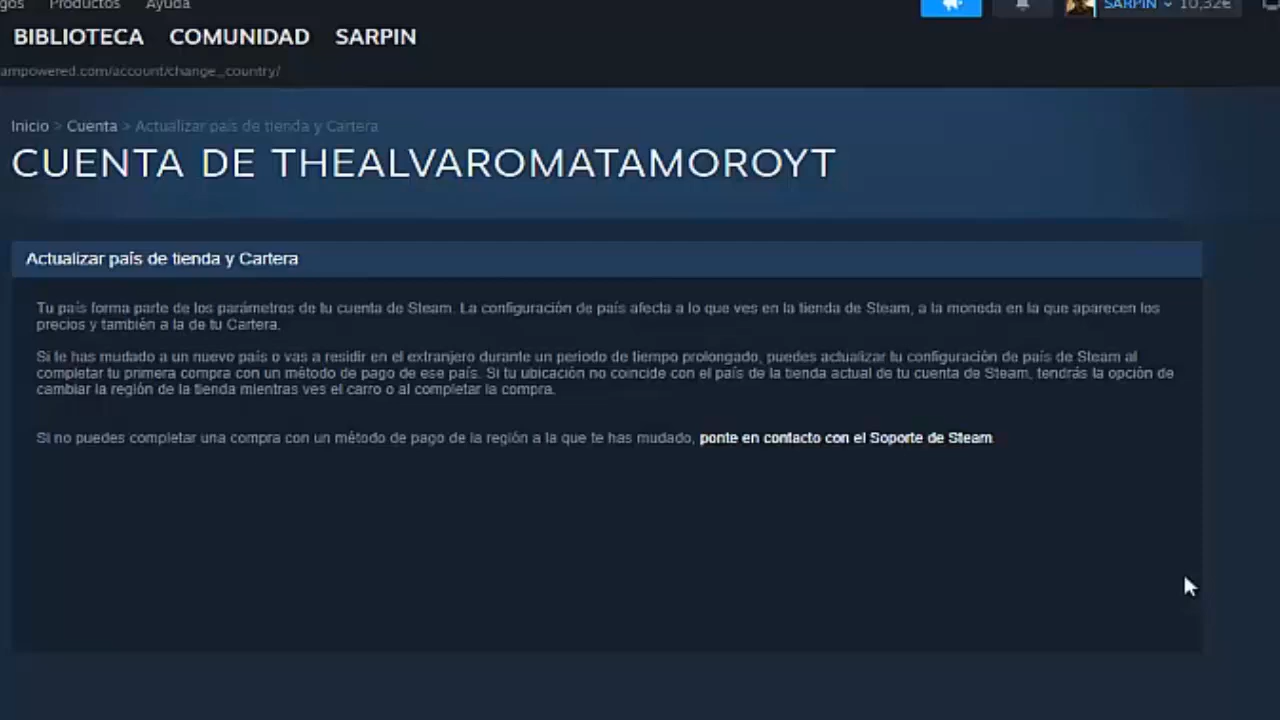 gos Productos Ayuda SARPIN 10,32€
BIBLIOTECA COMUNIDAD SARPIN
ampowered.com/account/change_country/
Inicio > Cuenta > Actualizar país de tienda y Cartera
CUENTA DE THEALVAROMATAMOROYT
Actualizar país de tienda y Cartera
Tu país forma parte de los parámetros de tu cuenta de Steam. La configuración de país afecta a lo que ves en la tienda de Steam, a la moneda en la que aparecen los
precios y también a la de tu Cartera.
Si te has mudado a un nuevo país o vas a residir en el extranjero durante un periodo de tiempo prolongado, puedes actualizar tu configuración de país de Steam al
completar tu primera compra con un método de pago de ese país. Si tu ubicación no coincide con el país de la tienda actual de tu cuenta de Steam, tendrás la opción de
cambiar la región de la tienda mientras ves el carro o al completar la compra.
Si no puedes completar una compra con un método de pago de la región a la que te has mudado, ponte en contacto con el Soporte de Steam.